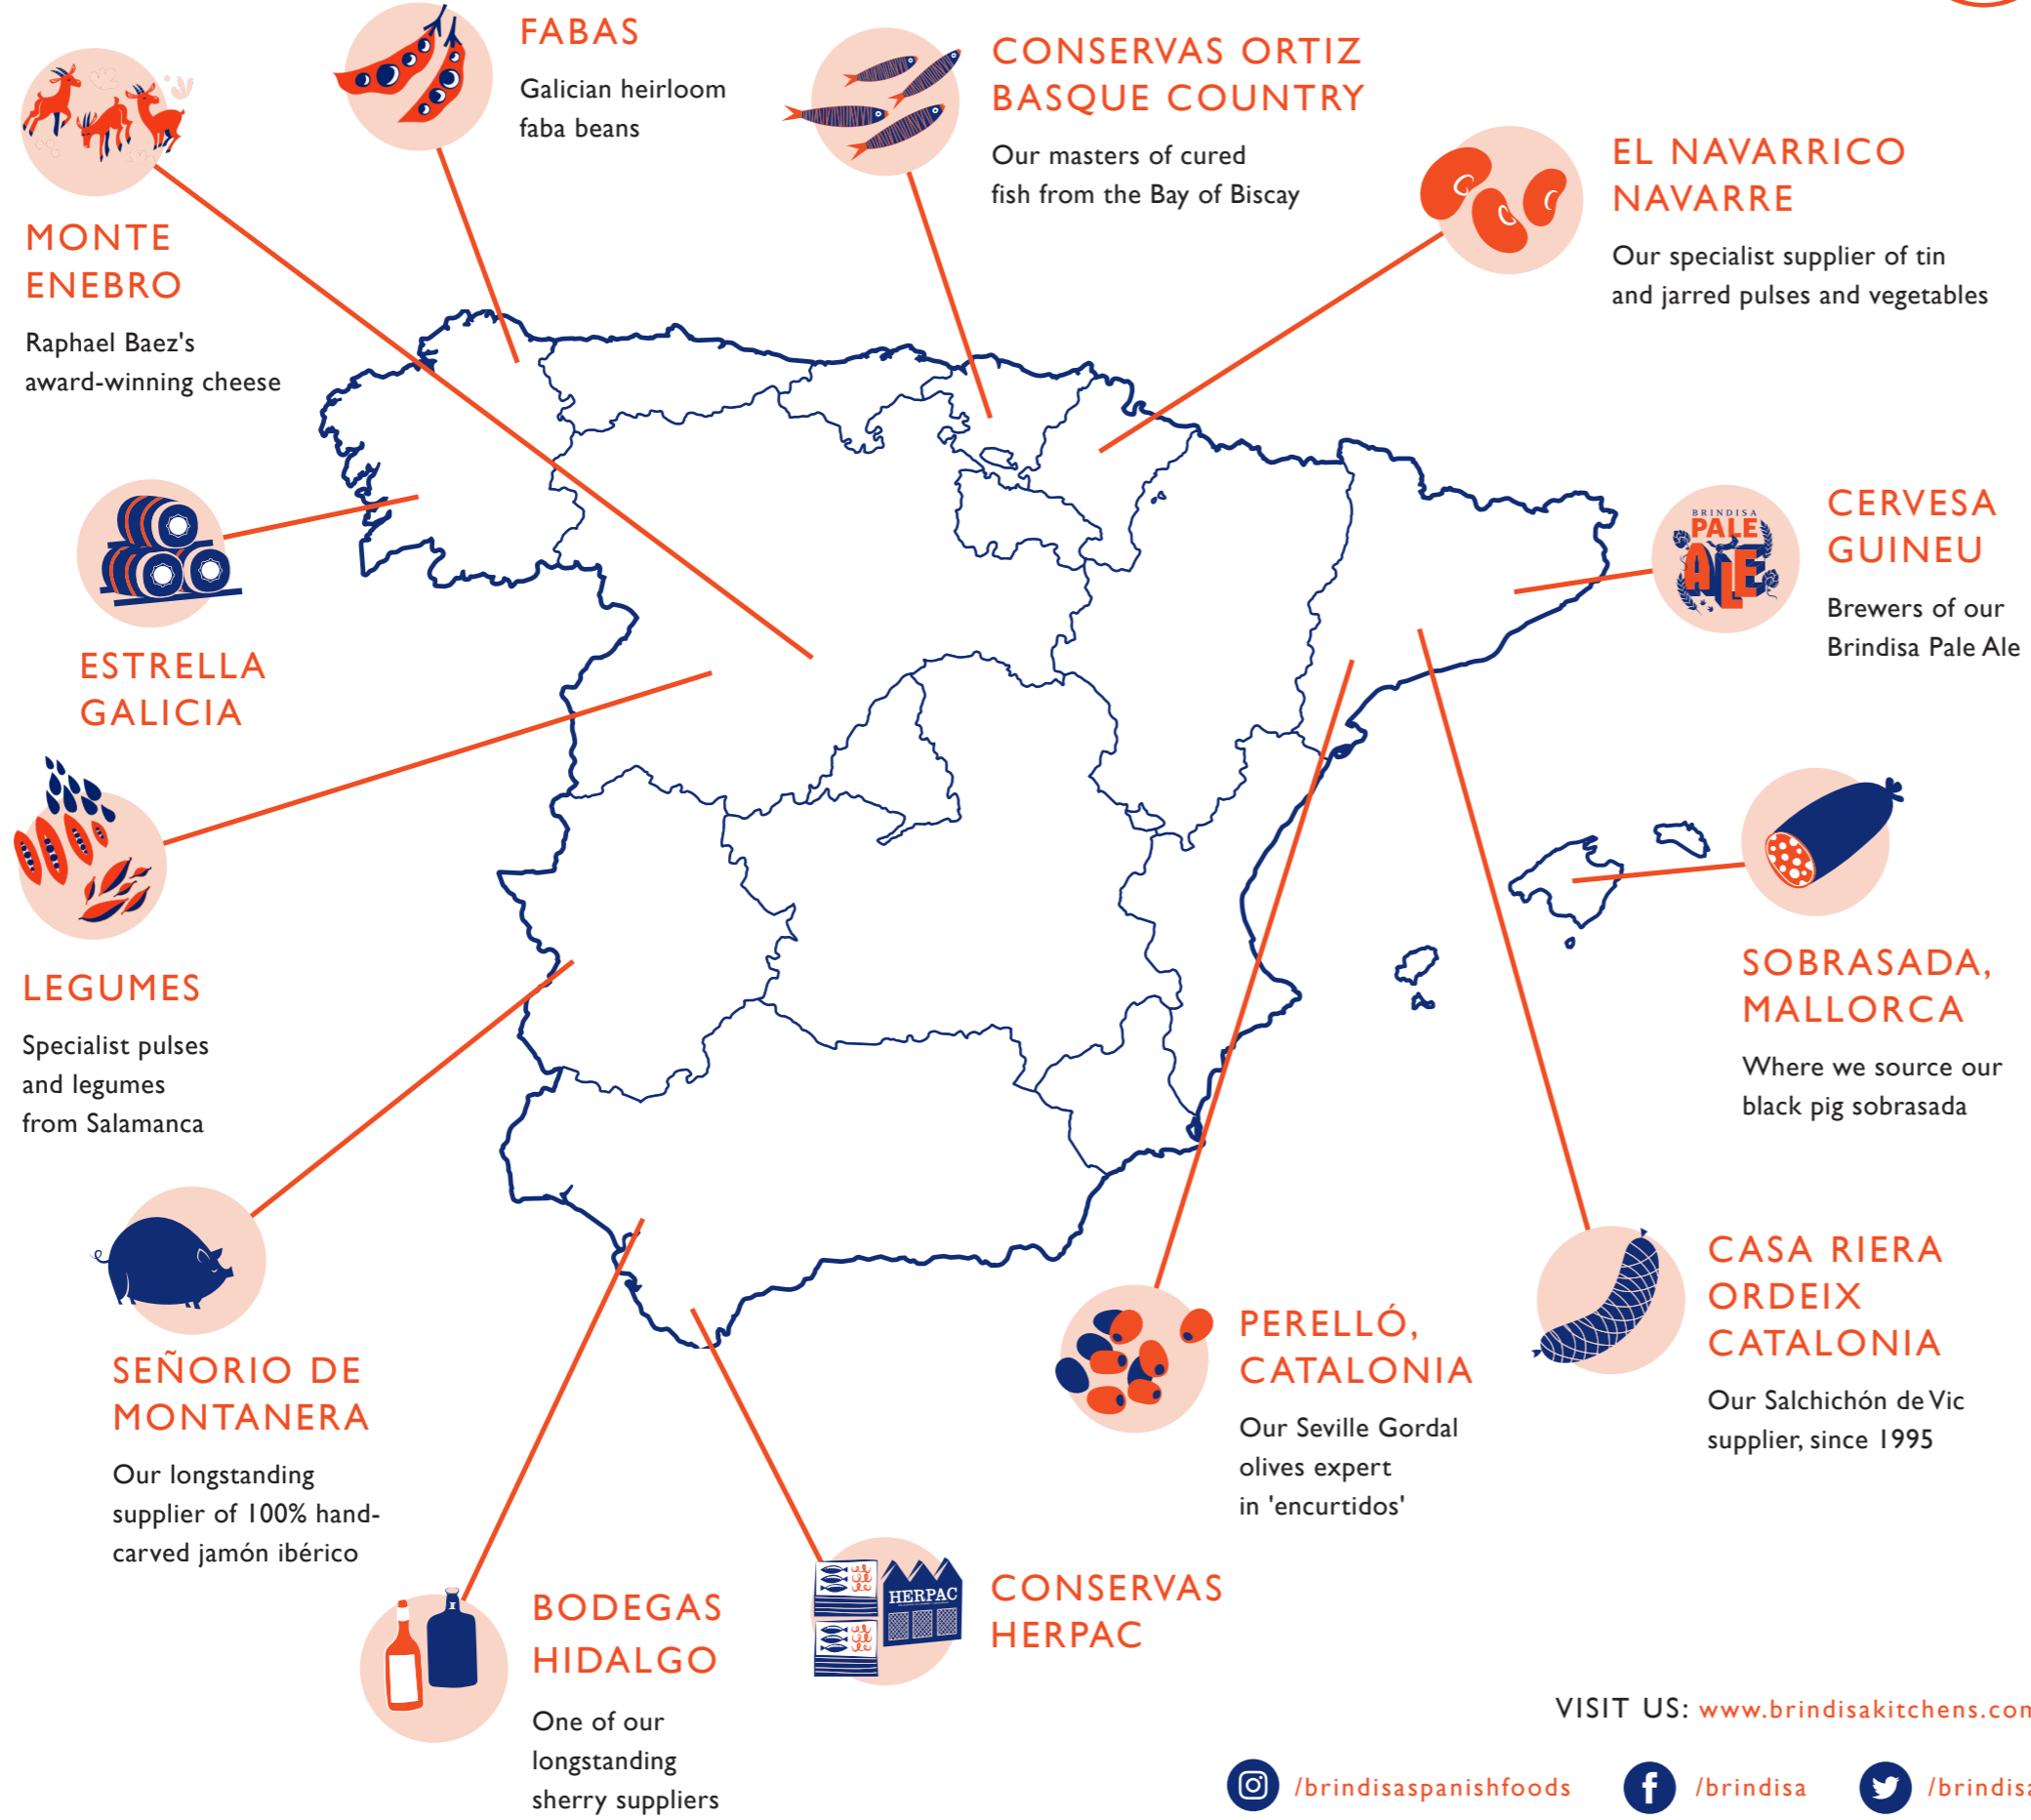 FABAS
Galician heirloom
faba beans
CONSERVAS ORTIZ
BASQUE COUNTRY
Our masters of cured
fish from the Bay of Biscay
EL NAVARRICO
NAVARRE
Our specialist supplier of tin
and jarred pulses and vegetables
MONTE
ENEBRO
Raphael Baez's
award-winning cheese
BRINDISA
PALE
ALE
CERVESA
GUINEU
Brewers of our
Brindisa Pale Ale
ESTRELLA
GALICIA
LEGUMES
Specialist pulses
and legumes
from Salamanca
SOBRASADA,
MALLORCA
Where we source our
black pig sobrasada
SEÑORIO DE
MONTANERA
Our longstanding
supplier of 100% hand-
carved jamón ibérico
PERELLÓ,
CATALONIA
Our Seville Gordal
olives expert
in 'encurtidos'
CASA RIERA
ORDEIX
CATALONIA
Our Salchichón de Vic
supplier, since 1995
BODEGAS
HIDALGO
One of our
longstanding
sherry suppliers
HERPAC
CONSERVAS
HERPAC
VISIT US: www.brindisakitchens.con
/brindisaspanishfoods
/brindisa
/brindisa